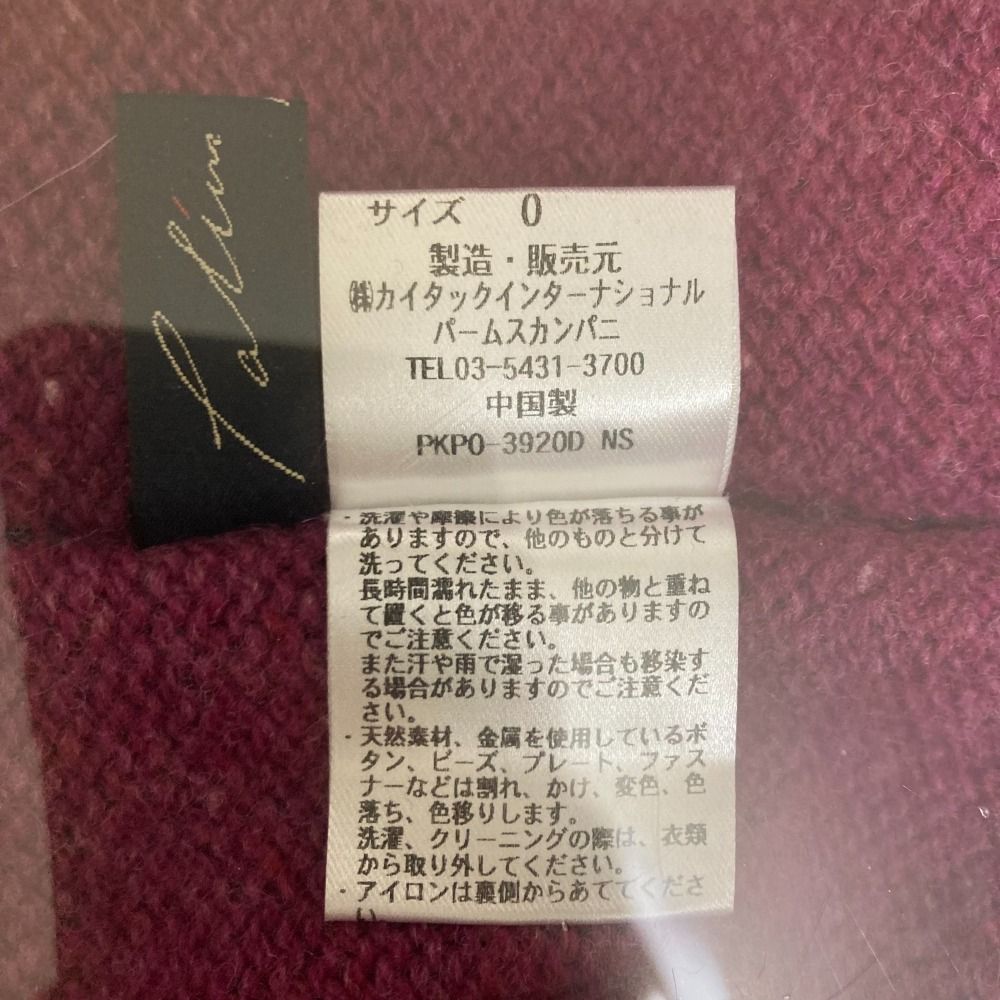 サイズ 0
製造・販売元
㈱カイタックインターナショナル
パームスカンパニ
TEL03-5431-3700
中国製
PKPO-3920D NS
・洗濯や摩擦により色が落ちる事が
ありますので、他のものと分けて
洗ってください。
長時間濡れたまま、他の物と重ね
て置くと色が移る事がありますの
でご注意ください。
また汗や雨で湿った場合も移染す
る場合がありますのでご注意くだ
さい。
・天然素材、金属を使用しているボ
タン、ビーズ、プレート、ファス
ナーなどは割れ、かけ、変色、色
落ち、色移りします。
洗濯、クリーニングの際は、衣類
から取り外してください。
・アイロンは裏側からあててくださ
い